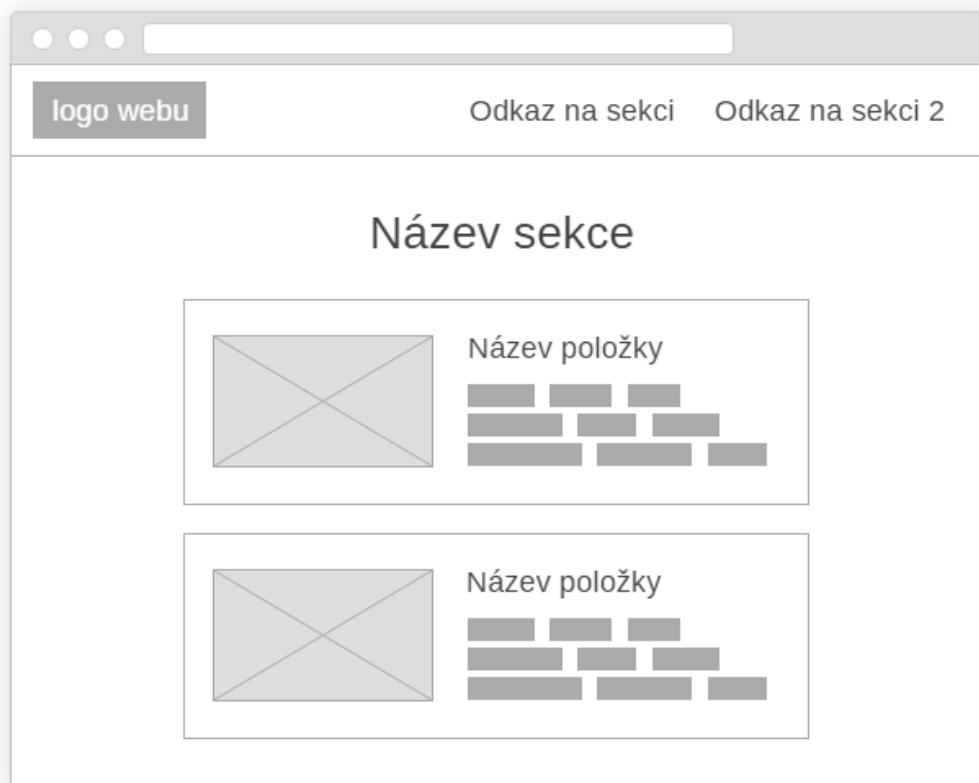 logo webu
Odkaz na sekci
Odkaz na sekci 2
Název sekce
Název položky
Název položky